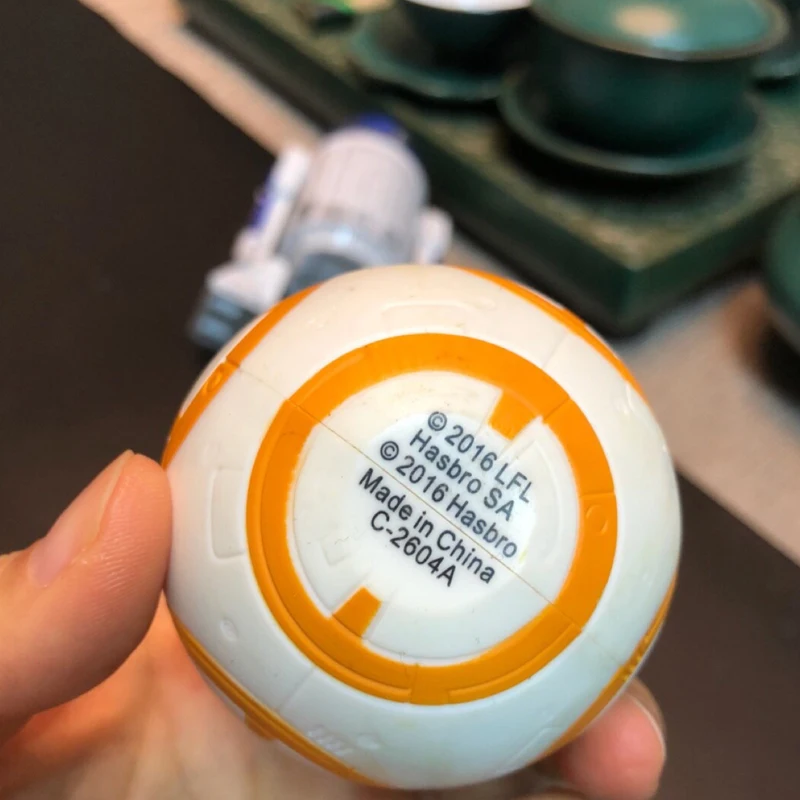 © 2016 LFL
Hasbro SA
© 2016 Hasbro
Made in China
C-2604A